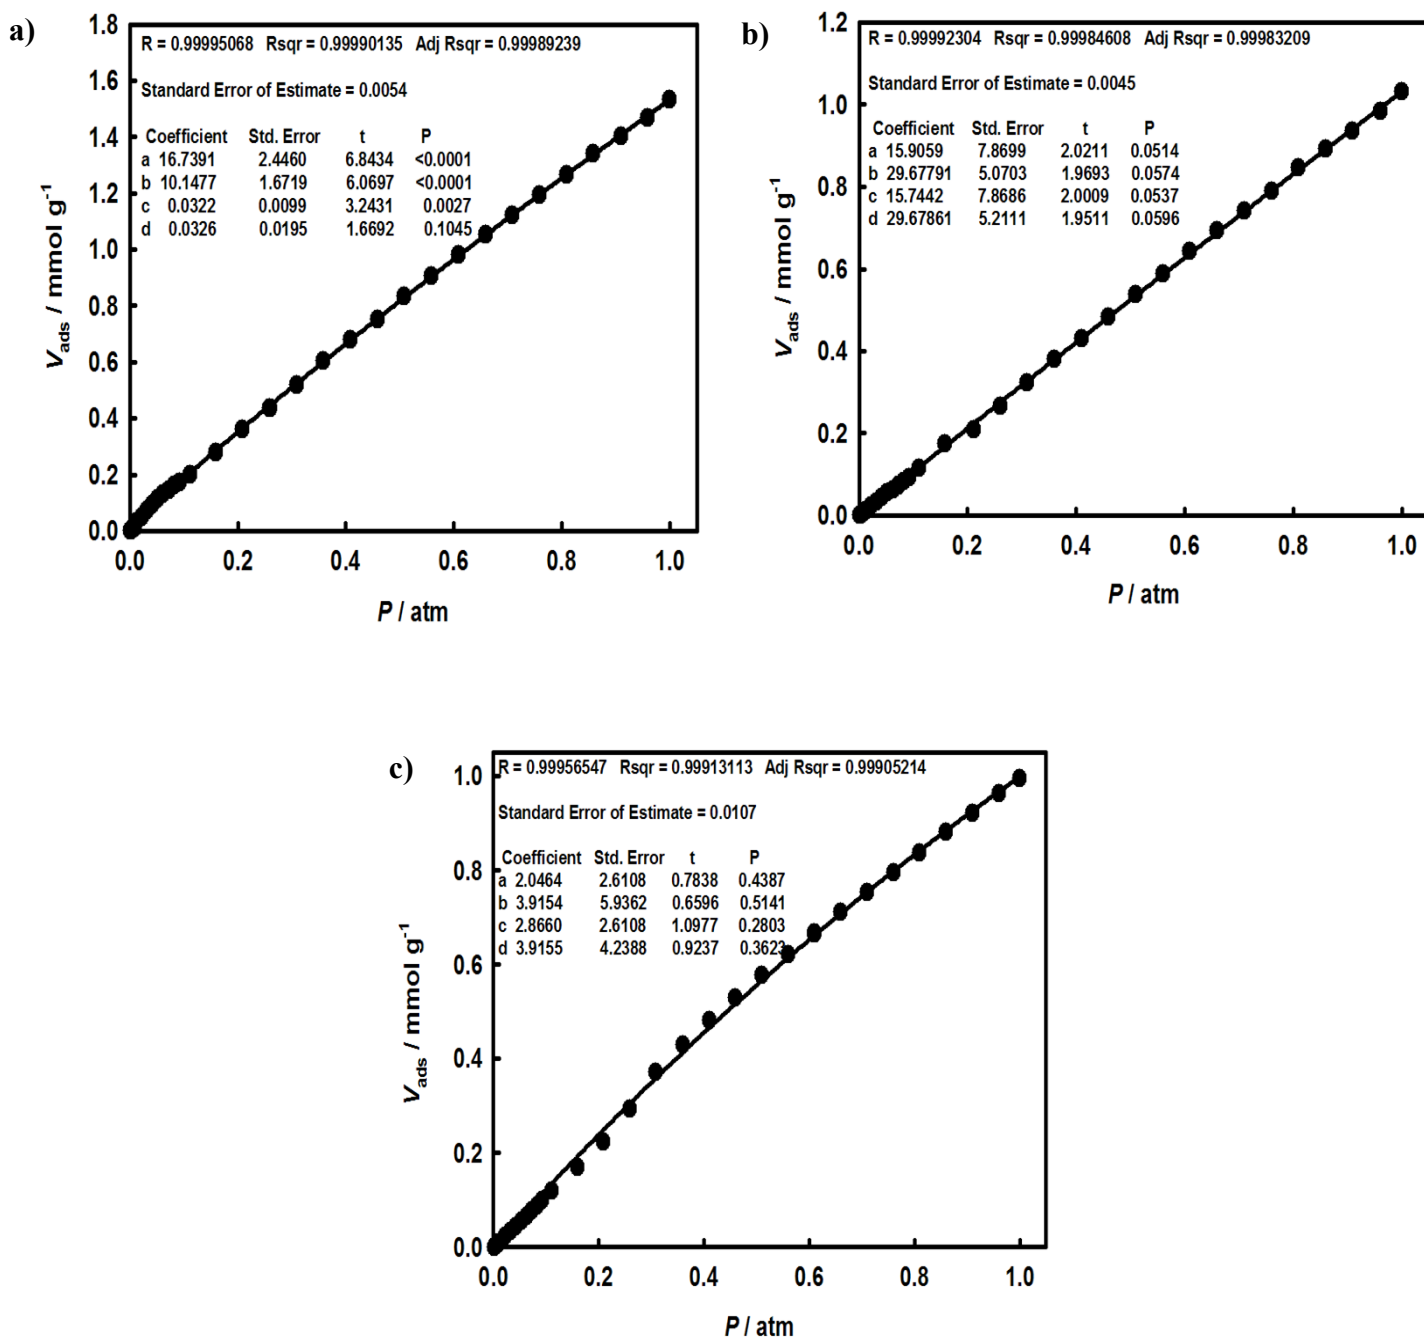 a)
R = 0.99995068 Rsqr = 0.99990135 Adj Rsqr = 0.99989239
Standard Error of Estimate = 0.0054
Coefficient Std. Error t P
a 16.7391 2.4460 6.8434 <0.0001
b 10.1477 1.6719 6.0697 <0.0001
c 0.0322 0.0099 3.2431 0.0027
d 0.0326 0.0195 1.6692 0.1045
1.8
1.6
1.4
1.2
1.0
0.8
0.6
0.4
0.2
0.0
V_ads / mmol g⁻¹
0.0 0.2 0.4 0.6 0.8 1.0
P / atm
b)
R = 0.99992304 Rsqr = 0.99984608 Adj Rsqr = 0.99983209
Standard Error of Estimate = 0.0045
Coefficient Std. Error t P
a 15.9059 7.8699 2.0211 0.0514
b 29.67791 5.0703 1.9693 0.0574
c 15.7442 7.8686 2.0009 0.0537
d 29.67861 5.2111 1.9511 0.0596
1.2
1.0
0.8
0.6
0.4
0.2
0.0
V_ads / mmol g⁻¹
0.0 0.2 0.4 0.6 0.8 1.0
P / atm
c)
R = 0.99956547 Rsqr = 0.99913113 Adj Rsqr = 0.99905214
Standard Error of Estimate = 0.0107
Coefficient Std. Error t P
a 2.0464 2.6108 0.7838 0.4387
b 3.9154 5.9362 0.6596 0.5141
c 2.8660 2.6108 1.0977 0.2803
d 3.9155 4.2388 0.9237 0.3623
1.0
0.8
0.6
0.4
0.2
0.0
V_ads / mmol g⁻¹
0.0 0.2 0.4 0.6 0.8 1.0
P / atm